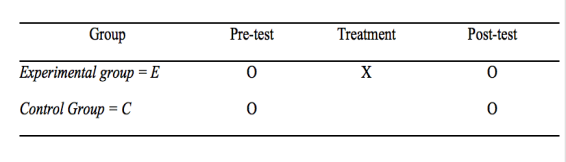 Group Pre-test Treatment Post-test
Experimental group = E O X O
Control Group = C O O